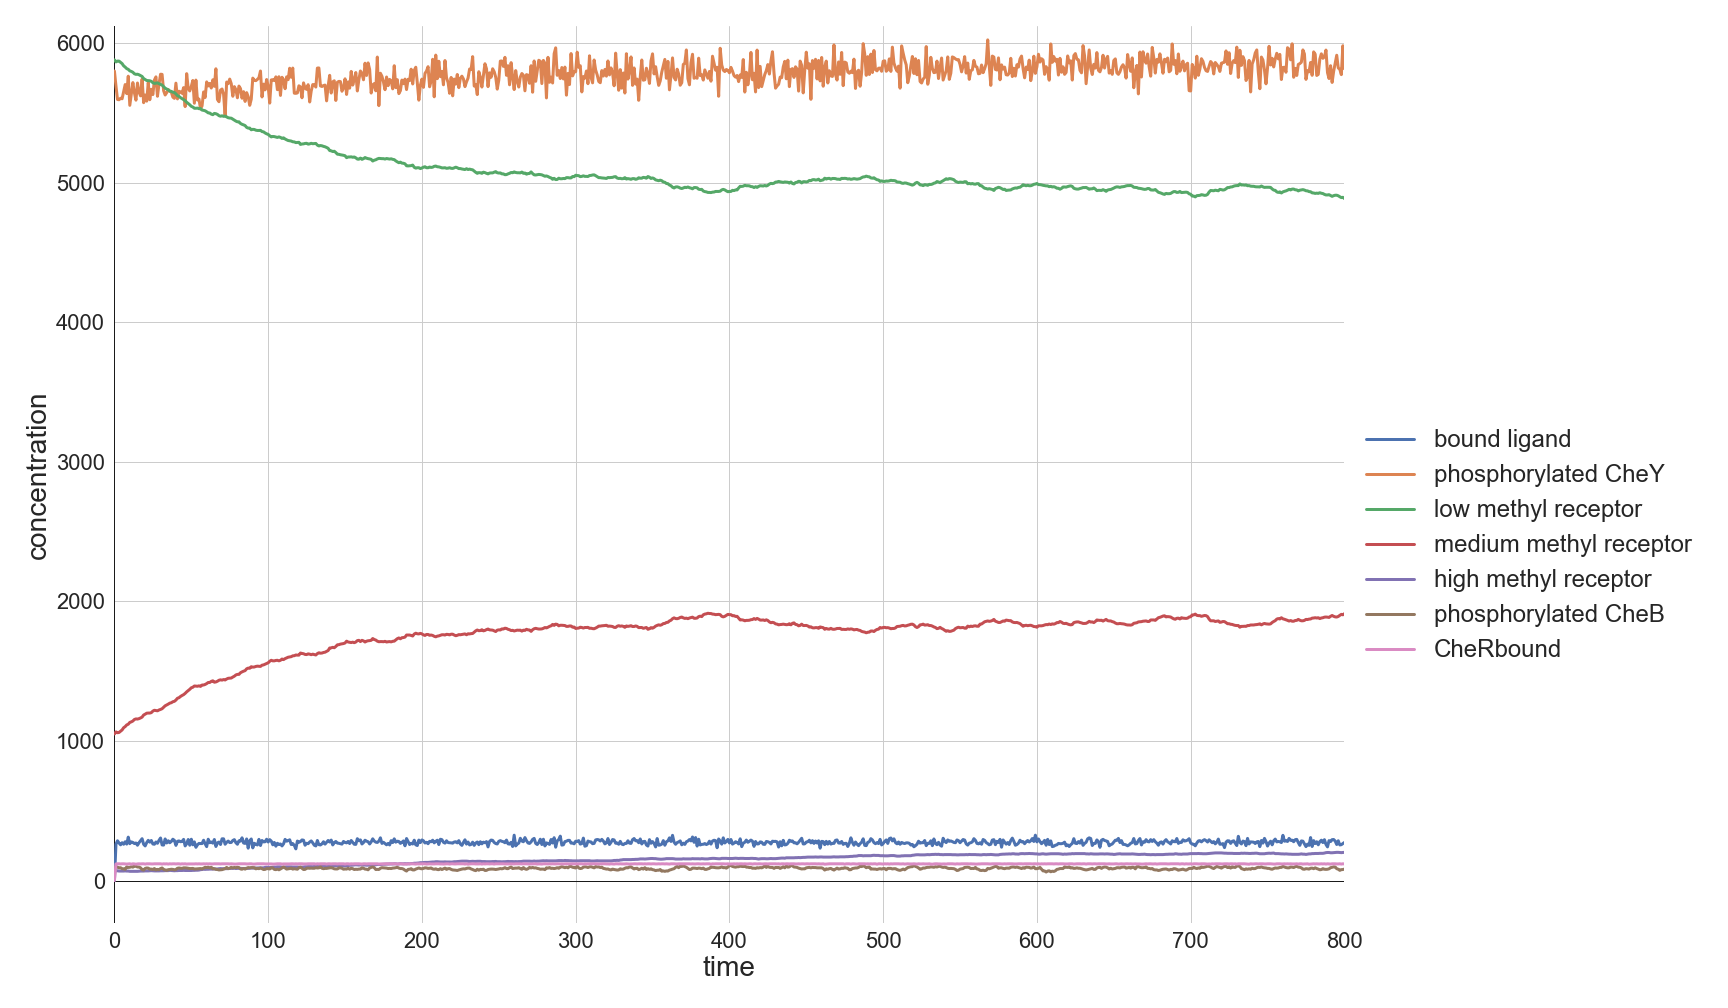 6000
5000
4000
3000
2000
1000
0
concentration
0 100 200 300 400 500 600 700 800
time
bound ligand
phosphorylated CheY
low methyl receptor
medium methyl receptor
high methyl receptor
phosphorylated CheB
CheRbound